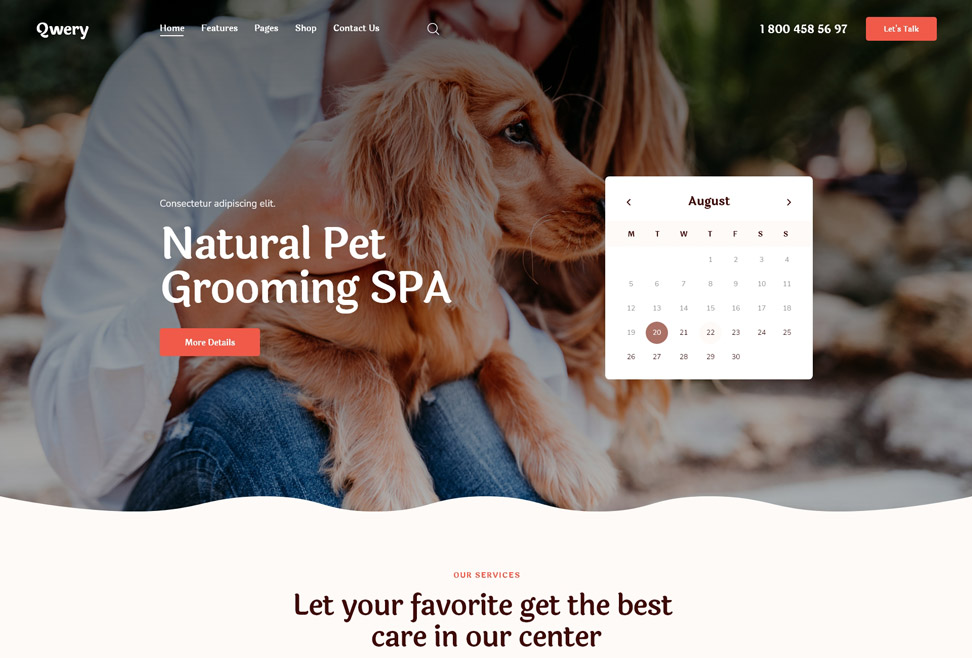 Qwery
Home Features Pages Shop Contact Us
1 800 458 56 97
Let's Talk
Consectetur adipiscing elit.
Natural Pet
Grooming SPA
More Details
August
M T W T F S S
1 2 3 4
5 6 7 8 9 10 11
12 13 14 15 16 17 18
19 20 21 22 23 24 25
26 27 28 29 30
OUR SERVICES
Let your favorite get the best
care in our center